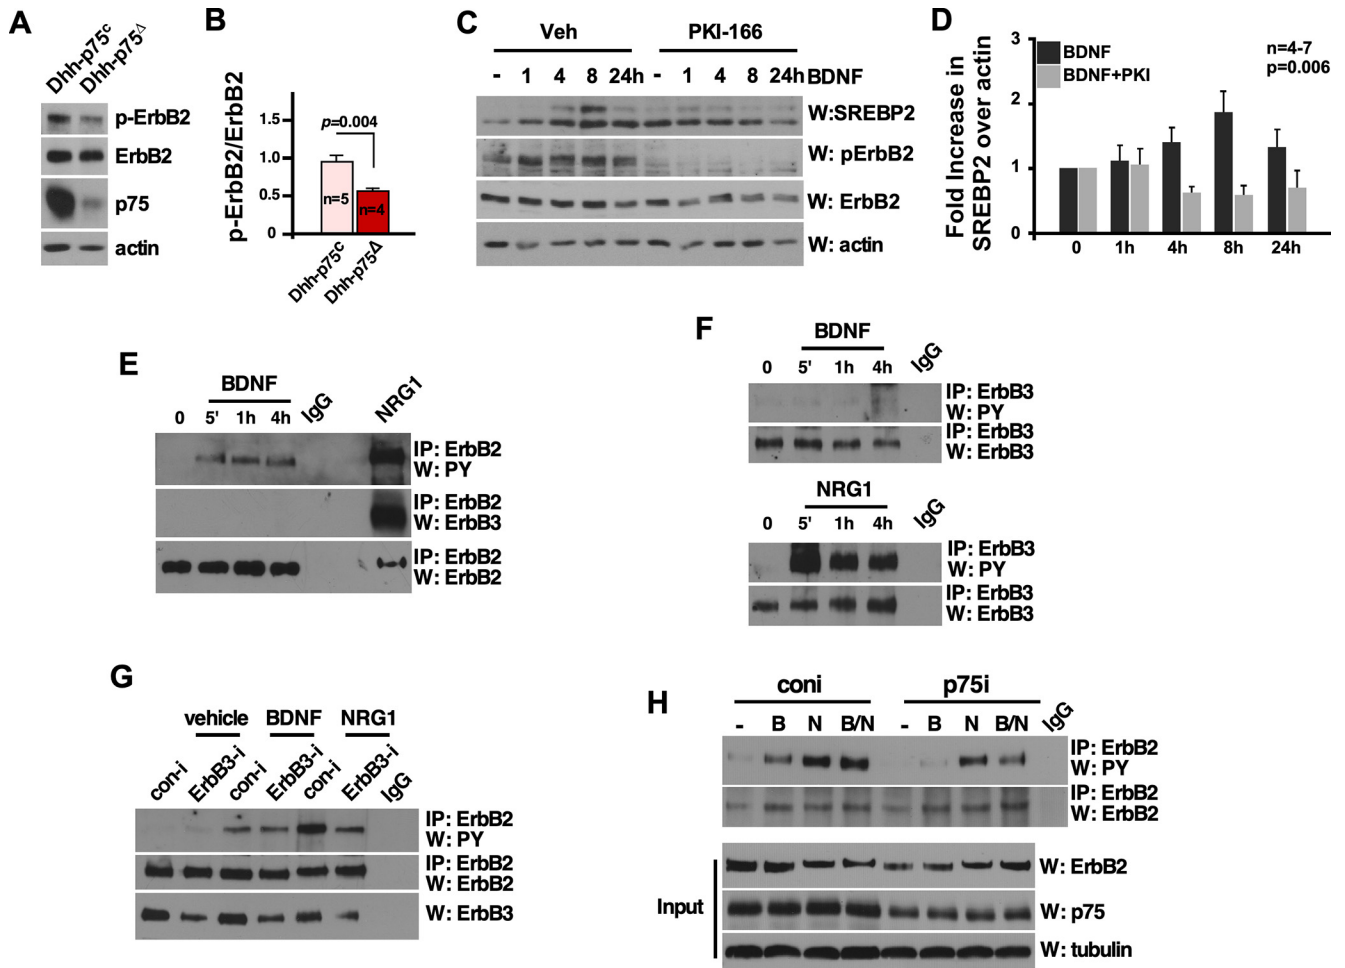 A
Dhh-p75c
Dhh-p75Δ
p-ErbB2
ErbB2
p75
actin
B
p-ErbB2/ErbB2
1.5
1.0
0.5
0
p=0.004
n=5
n=4
Dhh-p75c
Dhh-p75Δ
C
Veh PKI-166
- 1 4 8 24h - 1 4 8 24h BDNF
W:SREBP2
W: pErbB2
W: ErbB2
W: actin
D
Fold Increase in
SREBP2 over actin
3
2
1
0
BDNF
BDNF+PKI
n=4-7
p=0.006
0 1h 4h 8h 24h
E
BDNF
0 5' 1h 4h IgG NRG1
IP: ErbB2
W: PY
IP: ErbB2
W: ErbB3
IP: ErbB2
W: ErbB2
F
BDNF
0 5' 1h 4h IgG
IP: ErbB3
W: PY
IP: ErbB3
W: ErbB3
NRG1
0 5' 1h 4h IgG
IP: ErbB3
W: PY
IP: ErbB3
W: ErbB3
G
vehicle BDNF NRG1
con-i ErbB3-i con-i ErbB3-i con-i ErbB3-i IgG
IP: ErbB2
W: PY
IP: ErbB2
W: ErbB2
W: ErbB3
H
coni p75i
- B N B/N - B N B/N IgG
IP: ErbB2
W: PY
IP: ErbB2
W: ErbB2
Input
W: ErbB2
W: p75
W: tubulin